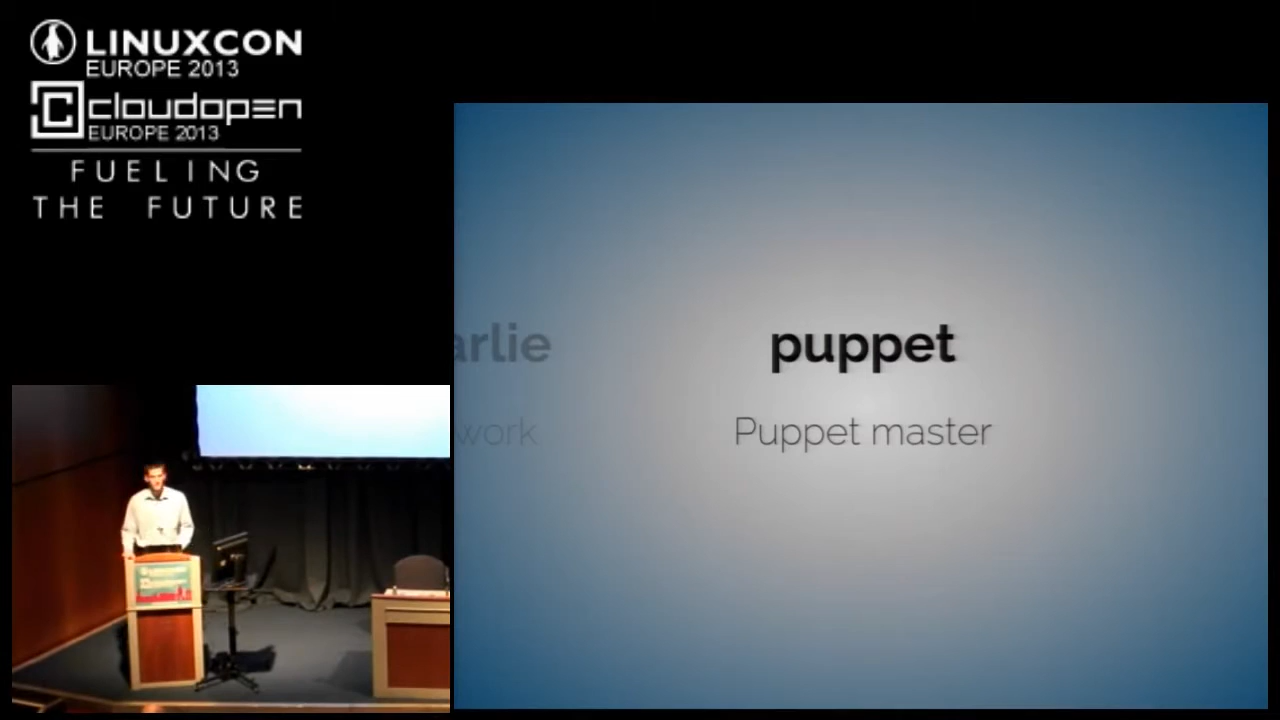 LINUXCON
EUROPE 2013
cloudopen
EUROPE 2013
FUELING
THE FUTURE
arlie
work
puppet
Puppet master